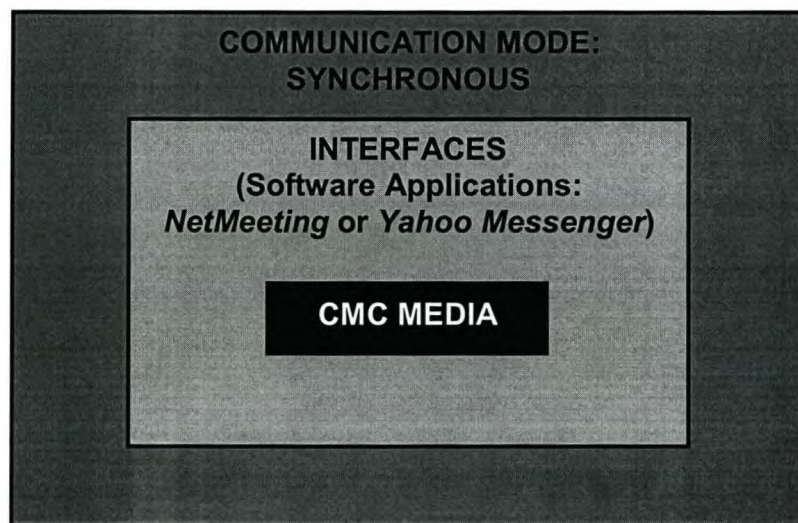 COMMUNICATION MODE:
SYNCHRONOUS
INTERFACES
(Software Applications:
NetMeeting or Yahoo Messenger)
CMC MEDIA